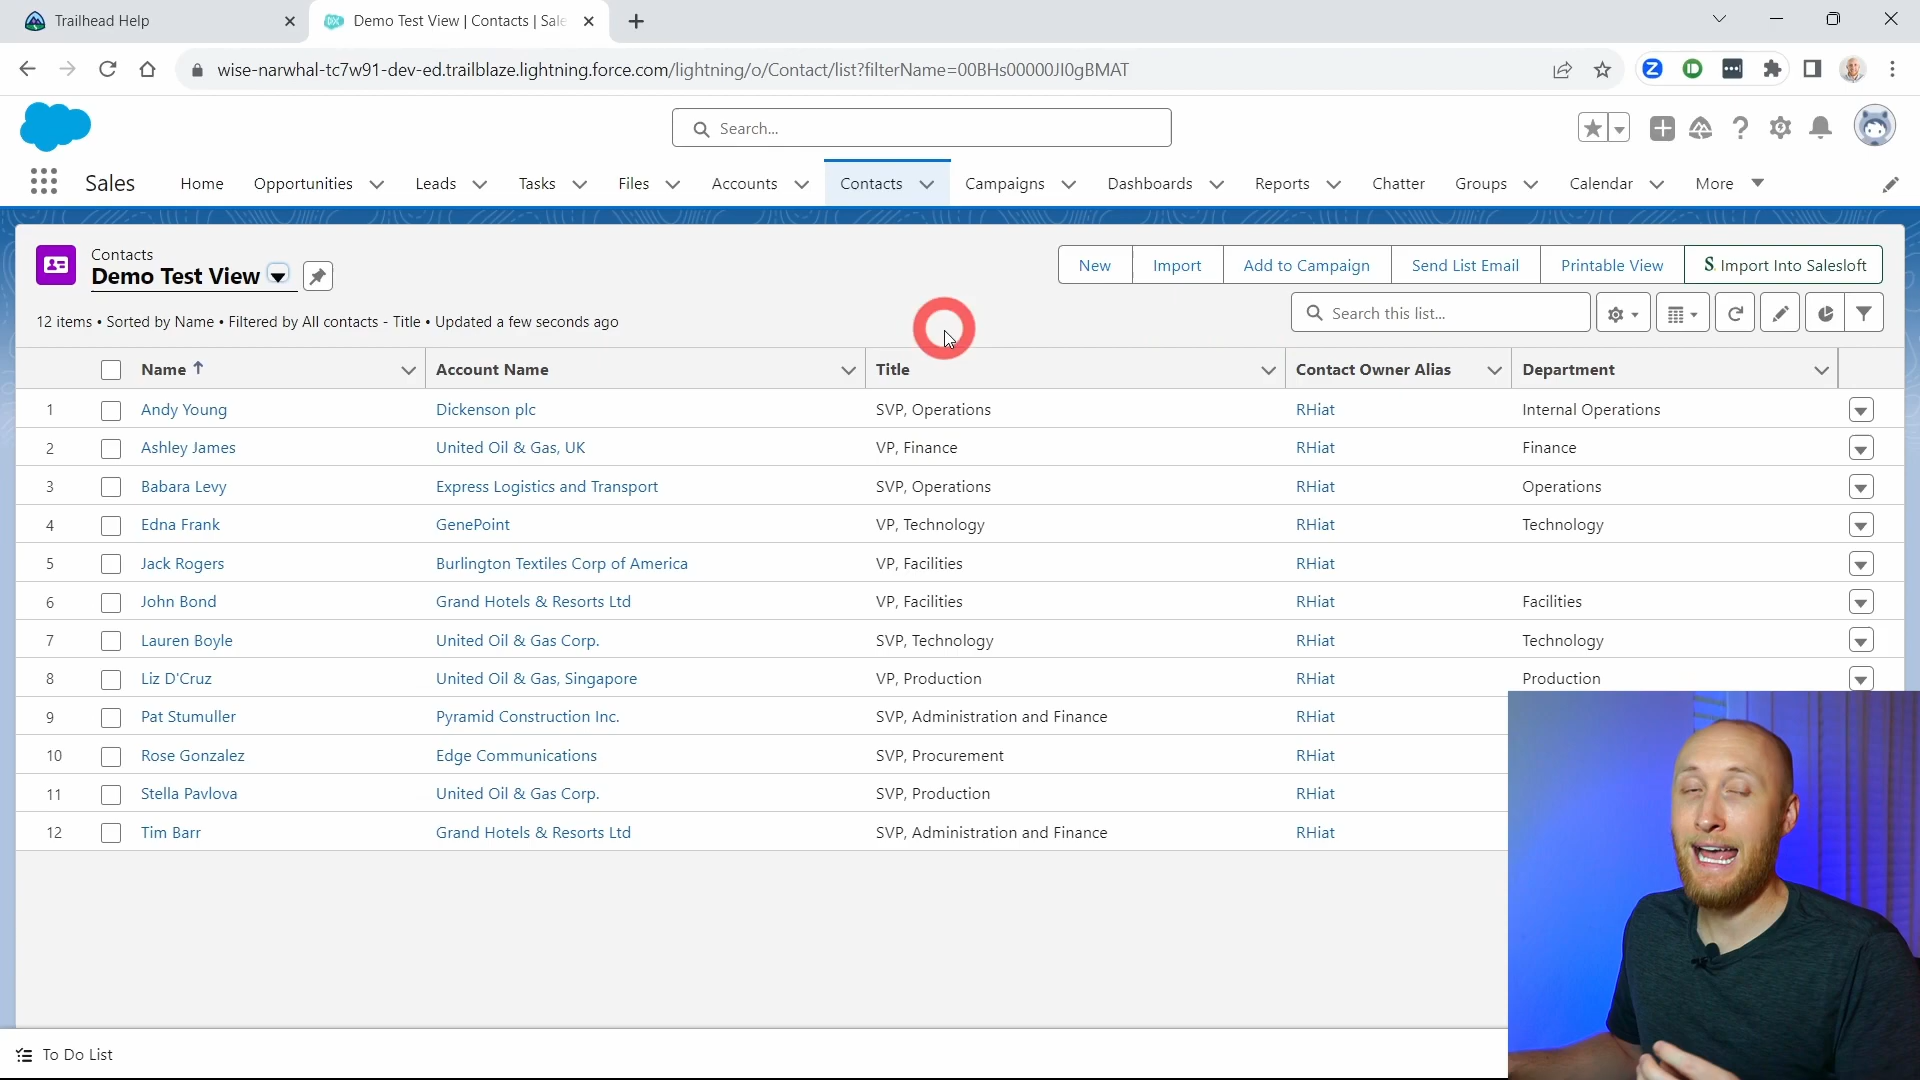 Trailhead Help
Demo Test View | Contacts | Sale
wise-narwhal-tc7w91-dev-ed.trailblaze.lightning.force.com/lightning/o/Contact/list?filterName=00BHs00000JI0gBMAT
Search...
Sales Home Opportunities Leads Tasks Files Accounts Contacts Campaigns Dashboards Reports Chatter Groups Calendar More
Contacts
Demo Test View
New Import Add to Campaign Send List Email Printable View S. Import Into Salesloft
12 items • Sorted by Name • Filtered by All contacts - Title • Updated a few seconds ago
Search this list...
Name Account Name Title Contact Owner Alias Department
1 Andy Young Dickenson plc SVP, Operations RHiat Internal Operations
2 Ashley James United Oil & Gas, UK VP, Finance RHiat Finance
3 Babara Levy Express Logistics and Transport SVP, Operations RHiat Operations
4 Edna Frank GenePoint VP, Technology RHiat Technology
5 Jack Rogers Burlington Textiles Corp of America VP, Facilities RHiat
6 John Bond Grand Hotels & Resorts Ltd VP, Facilities RHiat Facilities
7 Lauren Boyle United Oil & Gas Corp. SVP, Technology RHiat Technology
8 Liz D'Cruz United Oil & Gas, Singapore VP, Production RHiat Production
9 Pat Stumuller Pyramid Construction Inc. SVP, Administration and Finance RHiat
10 Rose Gonzalez Edge Communications SVP, Procurement RHiat
11 Stella Pavlova United Oil & Gas Corp. SVP, Production RHiat
12 Tim Barr Grand Hotels & Resorts Ltd SVP, Administration and Finance RHiat
To Do List